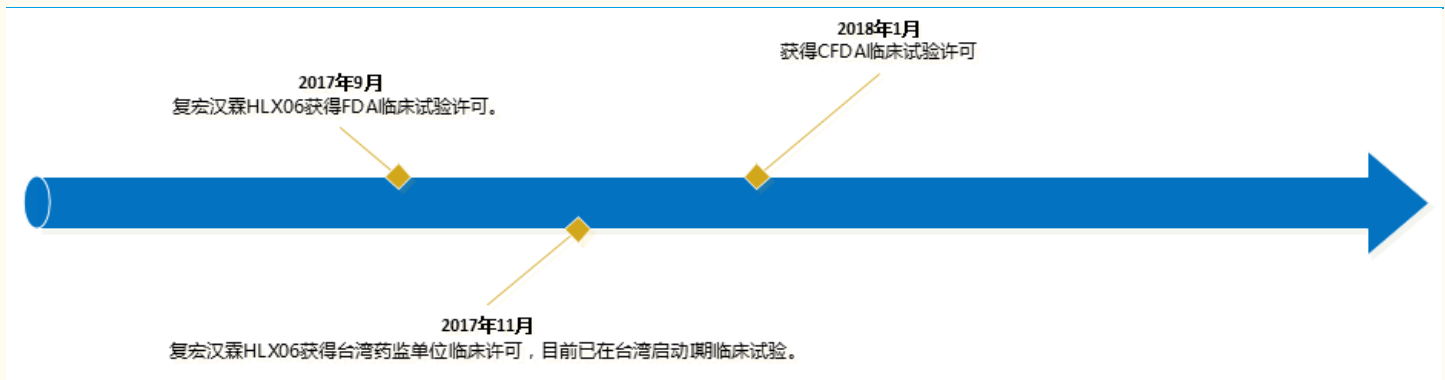 2018年1月
获得CFDA临床试验许可
2017年9月
复宏汉霖HLX06获得FDA临床试验许可。
2017年11月
复宏汉霖HLX06获得台湾药监单位临床许可，目前已在台湾启动I期临床试验。